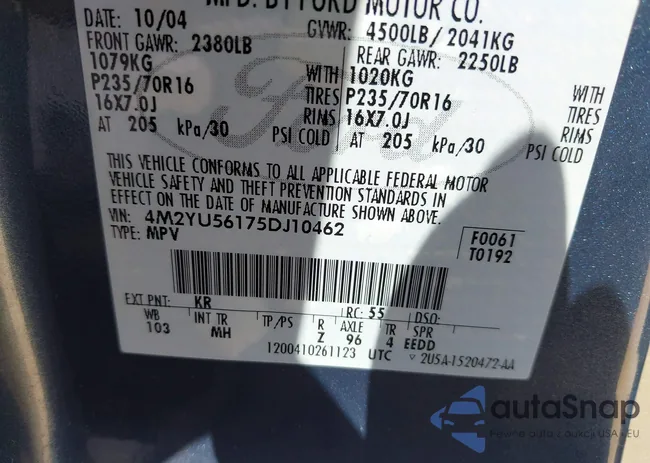 MFD. BY FORD MOTOR CO.
DATE: 10/04 GVWR: 4500LB/ 2041KG
FRONT GAWR: 2380LB REAR GAWR: 2250LB
1079KG WITH 1020KG WITH
P235/70R16 TIRES P235/70R16 TIRES
16X7.0J RIMS 16X7.0J RIMS
AT 205 kPa/30 PSI COLD AT 205 kPa/30 PSI COLD
THIS VEHICLE CONFORMS TO ALL APPLICABLE FEDERAL MOTOR
VEHICLE SAFETY AND THEFT PREVENTION STANDARDS IN
EFFECT ON THE DATE OF MANUFACTURE SHOWN ABOVE.
VIN: 4M2YU56175DJ10462
TYPE: MPV
F0061
T0192
EXT PNT: KR RC: 55 DSO:
WB INT TR TP/PS R AXLE TR SPR
103 MH Z 96 4 EEDD
1200410261123 UTC 2U5A-1520472-AA
Ford
autaSnap